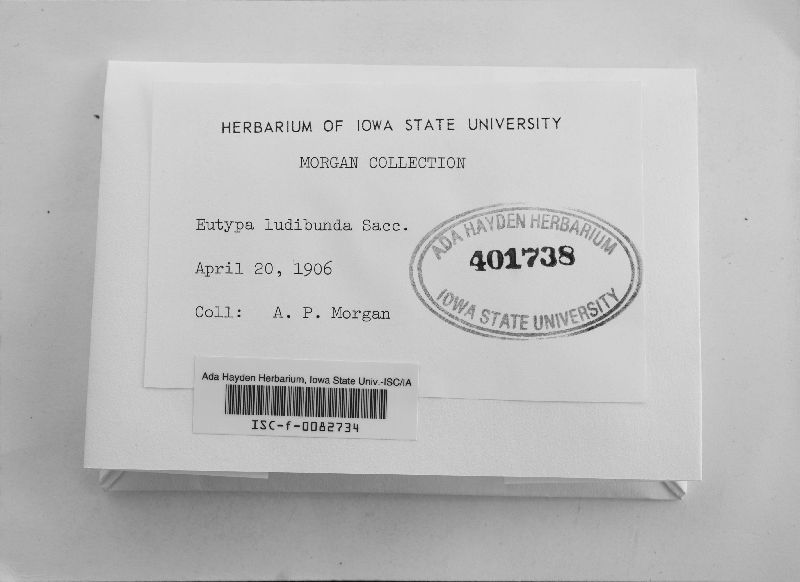 HERBARIUM OF IOWA STATE UNIVERSITY
MORGAN COLLECTION
Eutypa ludibunda Sacc.
April 20, 1906
Coll: A. P. Morgan
ADA HAYDEN HERBARIUM
401738
IOWA STATE UNIVERSITY
Ada Hayden Herbarium, Iowa State Univ.-ISC/IA
ISC-f-0082734